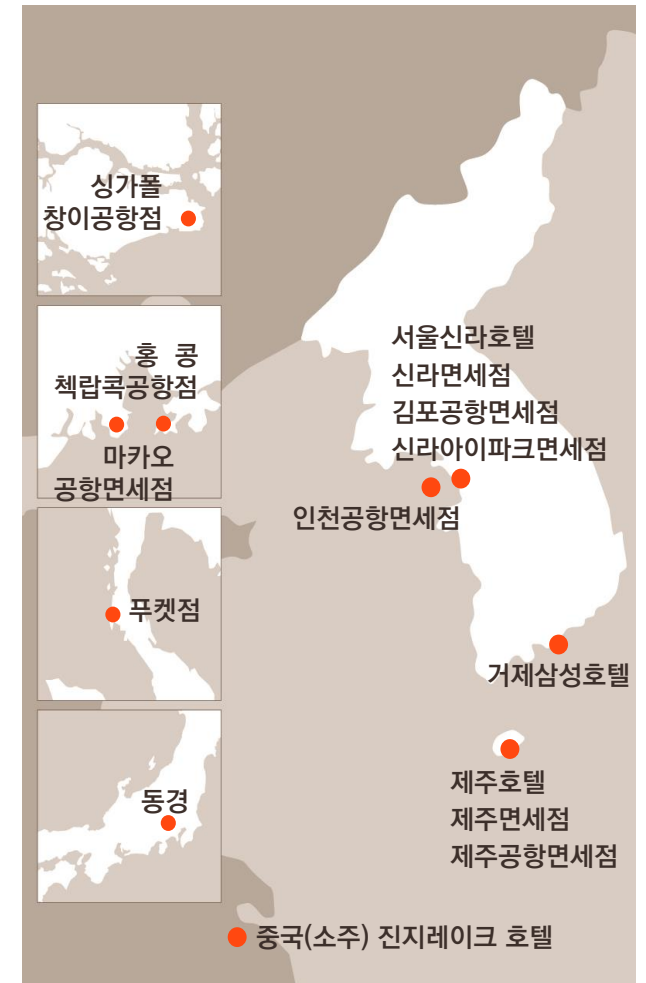 싱가폴
창이공항점
홍 콩
첵랍콕공항점
마카오
공항면세점
푸켓점
동경
서울신라호텔
신라면세점
김포공항면세점
신라아이파크면세점
인천공항면세점
거제삼성호텔
제주호텔
제주면세점
제주공항면세점
중국(소주) 진지레이크 호텔